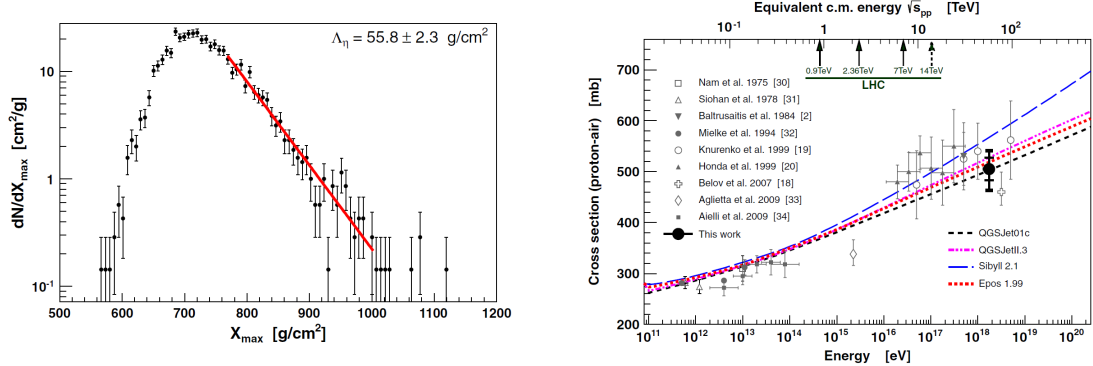 Λη = 55.8 ± 2.3 g/cm²
dN/dXmax [cm²/g]
10
1
10⁻¹
500 600 700 800 900 1000 1100 1200
Xmax [g/cm²]
Equivalent c.m. energy √spp [TeV]
10⁻¹ 1 10 10²
0.9TeV 2.36TeV 7TeV 14TeV
LHC
Cross section (proton-air) [mb]
700
600
500
400
300
200
Nam et al. 1975 [30]
Siohan et al. 1978 [31]
Baltrusaitis et al. 1984 [2]
Mielke et al. 1994 [32]
Knurenko et al. 1999 [19]
Honda et al. 1999 [20]
Belov et al. 2007 [18]
Aglietta et al. 2009 [33]
Aielli et al. 2009 [34]
This work
QGSJet01c
QGSJetII.3
Sibyll 2.1
Epos 1.99
10¹¹ 10¹² 10¹³ 10¹⁴ 10¹⁵ 10¹⁶ 10¹⁷ 10¹⁸ 10¹⁹ 10²⁰
Energy [eV]